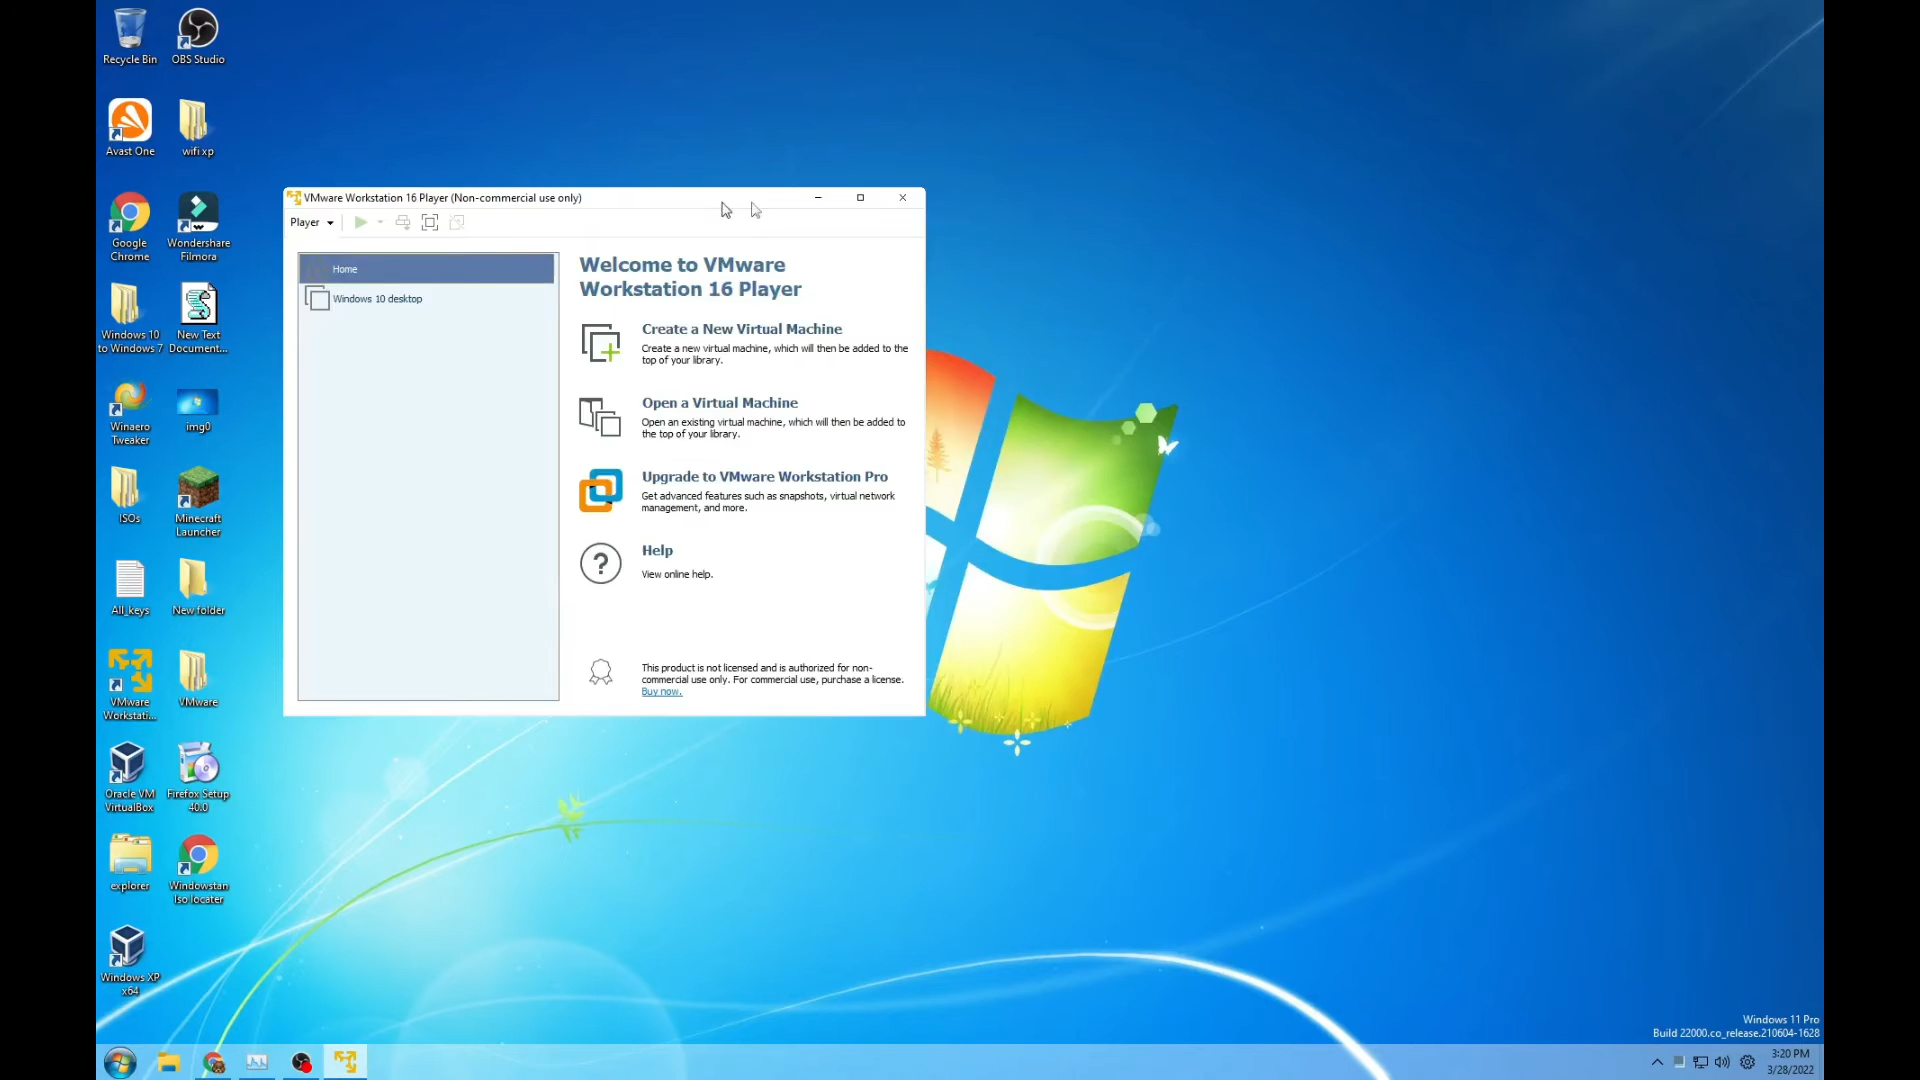 Recycle Bin
OBS Studio
Avast One
wifi xp
Google
Chrome
Wondershare
Filmora
Windows 10
to Windows 7
New Text
Document...
Winaero
Tweaker
img0
ISOs
Minecraft
Launcher
All_keys
New folder
VMware
Workstati...
VMware
Oracle VM
VirtualBox
Firefox Setup
40.0
explorer
Windowstan
Iso locater
Windows XP
x64
VMware Workstation 16 Player (Non-commercial use only)
Player
Home
Windows 10 desktop
Welcome to VMware
Workstation 16 Player
Create a New Virtual Machine
Create a new virtual machine, which will then be added to the
top of your library.
Open a Virtual Machine
Open an existing virtual machine, which will then be added to
the top of your library.
Upgrade to VMware Workstation Pro
Get advanced features such as snapshots, virtual network
management, and more.
Help
View online help.
This product is not licensed and is authorized for non-
commercial use only. For commercial use, purchase a license.
Buy now.
Windows 11 Pro
Build 22000.co_release.210604-1628
3:20 PM
3/28/2022